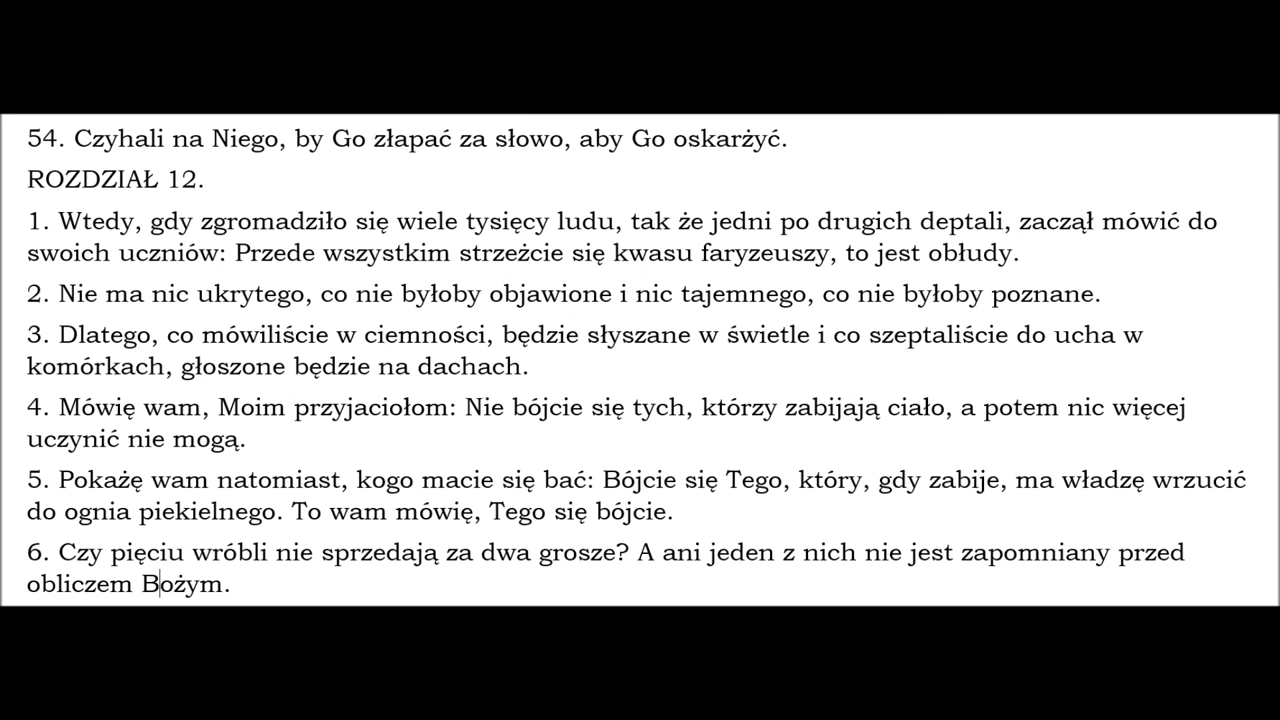 54. Czyhali na Niego, by Go złapać za słowo, aby Go oskarżyć.
ROZDZIAŁ 12.
1. Wtedy, gdy zgromadziło się wiele tysięcy ludu, tak że jedni po drugich deptali, zaczął mówić do
swoich uczniów: Przede wszystkim strzeżcie się kwasu faryzeuszy, to jest obłudy.
2. Nie ma nic ukrytego, co nie byłoby objawione i nic tajemnego, co nie byłoby poznane.
3. Dlatego, co mówiliście w ciemności, będzie słyszane w świetle i co szeptaliście do ucha w
komórkach, głoszone będzie na dachach.
4. Mówię wam, Moim przyjaciołom: Nie bójcie się tych, którzy zabijają ciało, a potem nic więcej
uczynić nie mogą.
5. Pokażę wam natomiast, kogo macie się bać: Bójcie się Tego, który, gdy zabije, ma władzę wrzucić
do ognia piekielnego. To wam mówię, Tego się bójcie.
6. Czy pięciu wróbli nie sprzedają za dwa grosze? A ani jeden z nich nie jest zapomniany przed
obliczem Bożym.